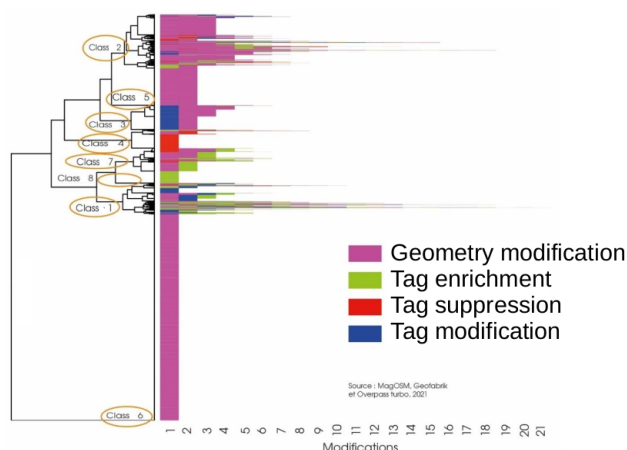 Class 2
Class 5
Class 3
Class 4
Class 7
Class 8
Class · 1
Class 6
Geometry modification
Tag enrichment
Tag suppression
Tag modification
Source : MagOSM, Geofabrik
et Overpass turbo, 2021
1 2 3 4 5 6 7 8 9 10 11 12 13 14 15 16 17 18 19 20 21
Modifications